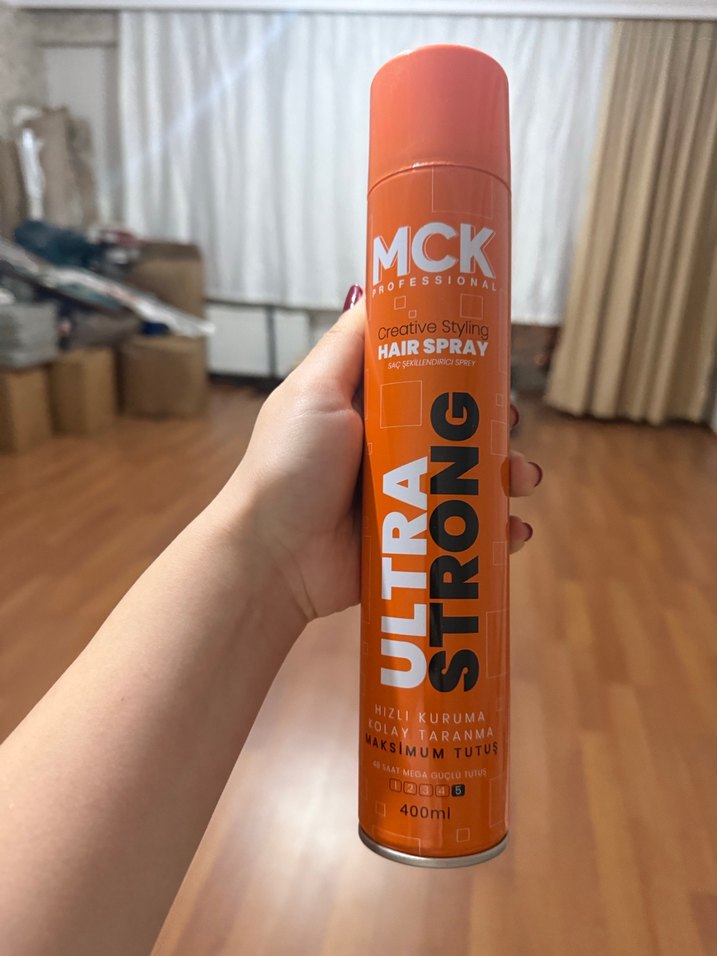 MCK
PROFESSIONAL
Creative Styling
HAIR SPRAY
SAÇ ŞEKİLLENDİRİCİ SPREY
ULTRA
STRONG
HIZLI KURUMA
KOLAY TARANMA
MAKSİMUM TUTUŞ
48 SAAT MEGA GÜÇLÜ TUTUŞ
1 2 3 4 5
400ml